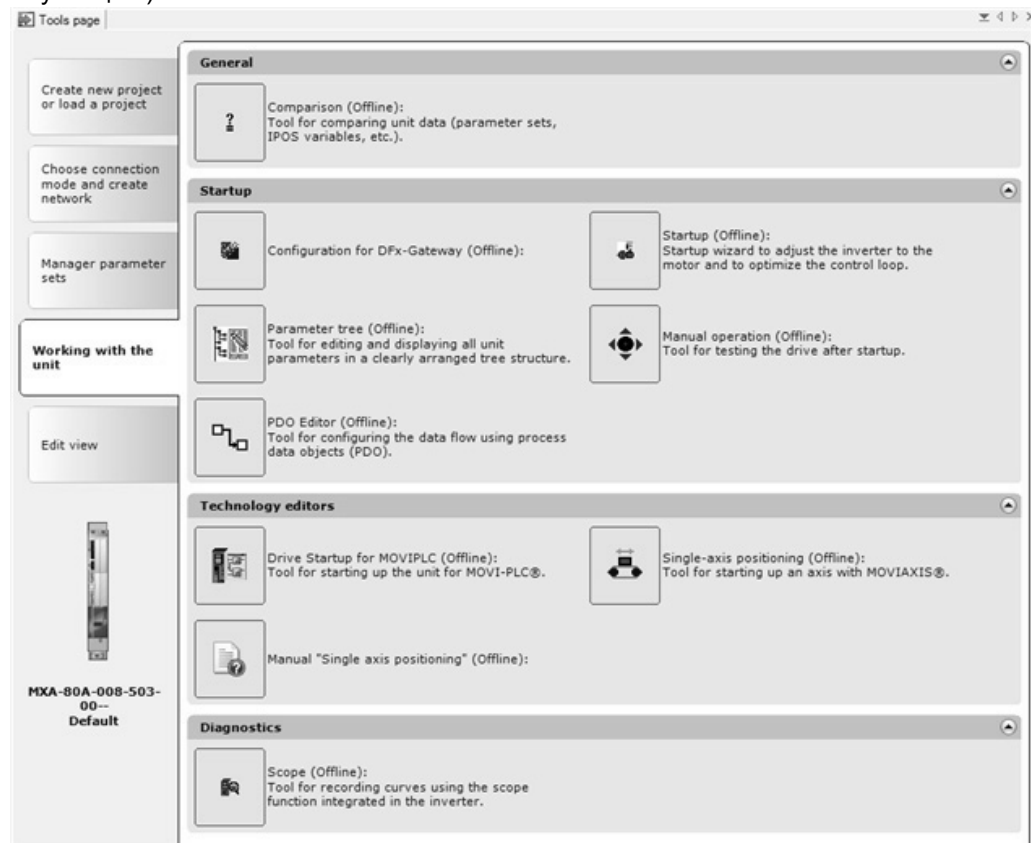 Tools page
Create new project
or load a project
Choose connection
mode and create
network
Manager parameter
sets
Working with the
unit
Edit view
MXA-80A-008-503-
00--
Default
General
Comparison (Offline):
Tool for comparing unit data (parameter sets,
IPOS variables, etc.).
Startup
Configuration for DFx-Gateway (Offline):
Startup (Offline):
Startup wizard to adjust the inverter to the
motor and to optimize the control loop.
Parameter tree (Offline):
Tool for editing and displaying all unit
parameters in a clearly arranged tree structure.
Manual operation (Offline):
Tool for testing the drive after startup.
PDO Editor (Offline):
Tool for configuring the data flow using process
data objects (PDO).
Technology editors
Drive Startup for MOVIPLC (Offline):
Tool for starting up the unit for MOVI-PLC®.
Single-axis positioning (Offline):
Tool for starting up an axis with MOVIAXIS®.
Manual "Single axis positioning" (Offline):
Diagnostics
Scope (Offline):
Tool for recording curves using the scope
function integrated in the inverter.